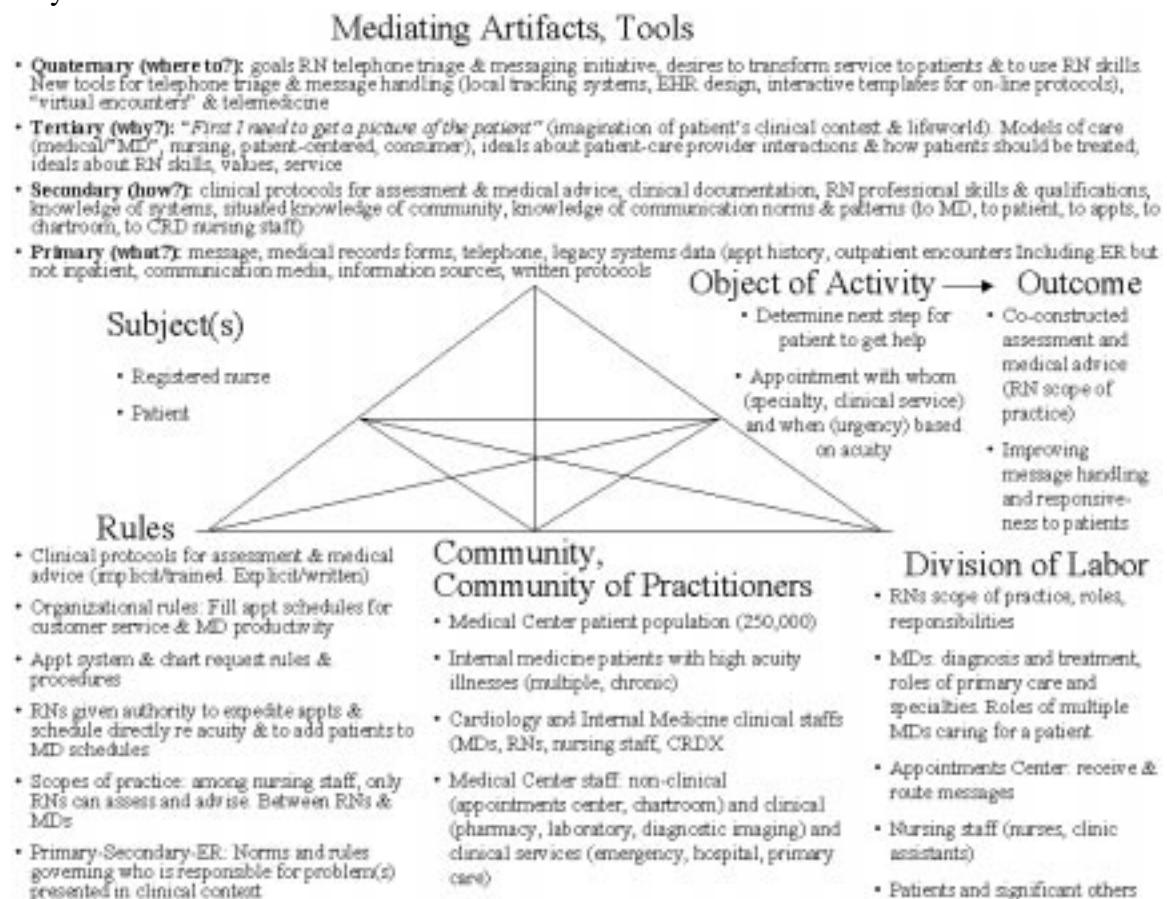 Mediating Artifacts, Tools
• Quaternary (where to?): goals RN telephone triage & messaging initiative, desires to transform service to patients & to use RN skills.
New tools for telephone triage & message handling (local tracking systems, EHR design, interactive templates for on-line protocols),
"virtual encounters" & telemedicine
• Tertiary (why?): "First I need to get a picture of the patient" (imagination of patient's clinical context & lifeworld). Models of care
(medical/"MD", nursing, patient-centered, consumer), ideals about patient-care provider interactions & how patients should be treated,
ideals about RN skills, values, service
• Secondary (how?): clinical protocols for assessment & medical advice, clinical documentation, RN professional skills & qualifications,
knowledge of systems, situated knowledge of community, knowledge of communication norms & patterns (to MD, to patient, to appts, to
chartroom, to CRD nursing staff)
• Primary (what?): message, medical records forms, telephone, legacy systems data (appt history, outpatient encounters Including ER but
not inpatient, communication media, information sources, written protocols
Subject(s)
• Registered nurse
• Patient
Object of Activity
• Determine next step for
patient to get help
• Appointment with whom
(specialty, clinical service)
and when (urgency) based
on acuity
Outcome
• Co-constructed
assessment and
medical advice
(RN scope of
practice)
• Improving
message handling
and responsive-
ness to patients
Rules
• Clinical protocols for assessment & medical
advice (implicit/trained. Explicit/written)
• Organizational rules: Fill appt schedules for
customer service & MD productivity
• Appt system & chart request rules &
procedures
• RNs given authority to expedite appts &
schedule directly re acuity & to add patients to
MD schedules
• Scopes of practice: among nursing staff, only
RNs can assess and advise. Between RNs &
MDs
• Primary-Secondary-ER: Norms and rules
governing who is responsible for problem(s)
presented in clinical context
Community,
Community of Practitioners
• Medical Center patient population (250,000)
• Internal medicine patients with high acuity
illnesses (multiple, chronic)
• Cardiology and Internal Medicine clinical staffs
(MDs, RNs, nursing staff, CRDX
• Medical Center staff: non-clinical
(appointments center, chartroom) and clinical
(pharmacy, laboratory, diagnostic imaging) and
clinical services (emergency, hospital, primary
care)
Division of Labor
• RNs scope of practice, roles,
responsibilities
• MDs: diagnosis and treatment,
roles of primary care and
specialties. Roles of multiple
MDs caring for a patient
• Appointments Center: receive &
route messages
• Nursing staff (nurses, clinic
assistants)
• Patients and significant others